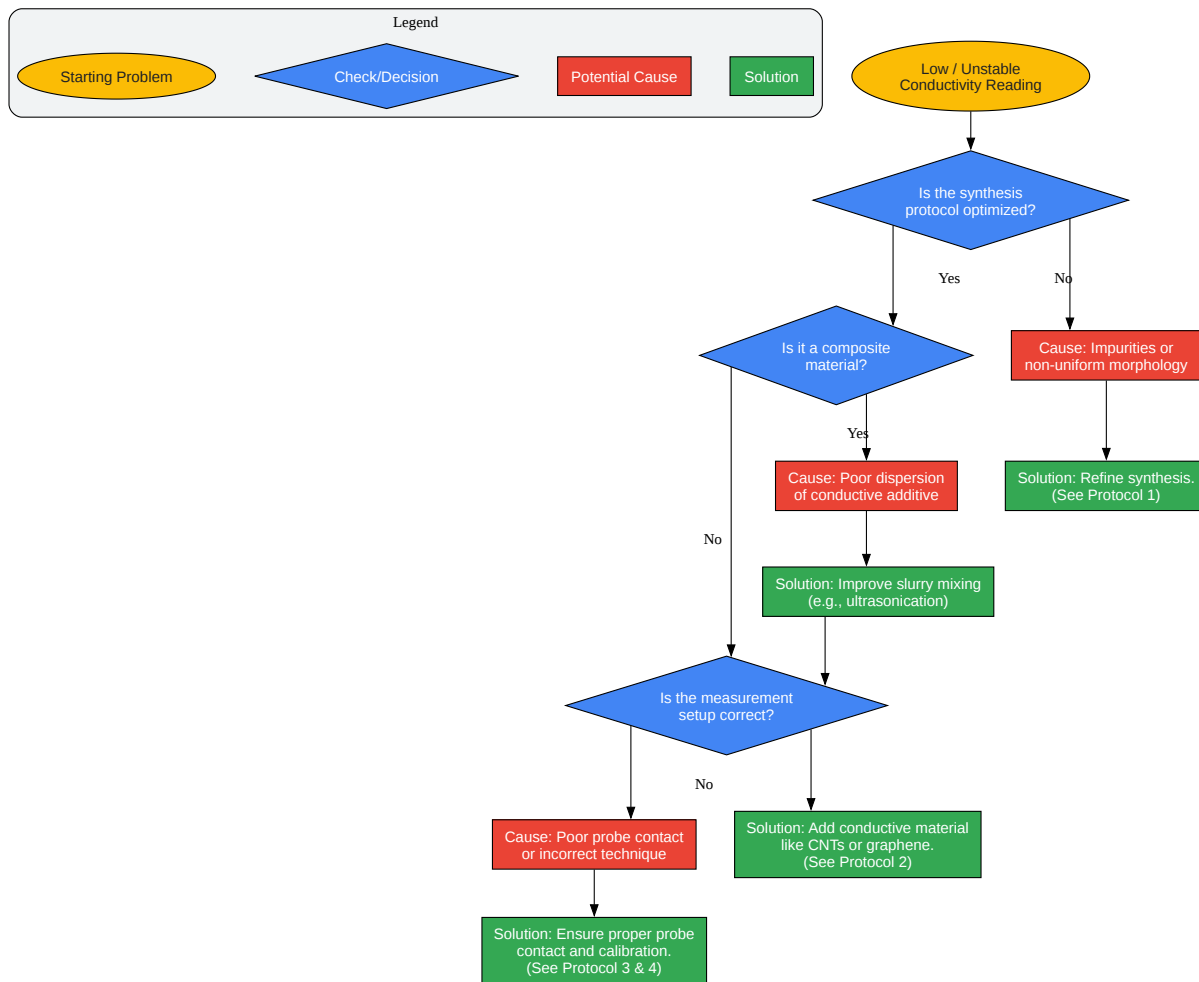 Legend
Starting Problem
Check/Decision
Potential Cause
Solution
Low / Unstable
Conductivity Reading
Is the synthesis
protocol optimized?
Yes
No
Is it a composite
material?
Cause: Impurities or
non-uniform morphology
Yes
Cause: Poor dispersion
of conductive additive
Solution: Refine synthesis.
(See Protocol 1)
No
Solution: Improve slurry mixing
(e.g., ultrasonication)
Is the measurement
setup correct?
No
Cause: Poor probe contact
or incorrect technique
Solution: Add conductive material
like CNTs or graphene.
(See Protocol 2)
Solution: Ensure proper probe
contact and calibration.
(See Protocol 3 & 4)